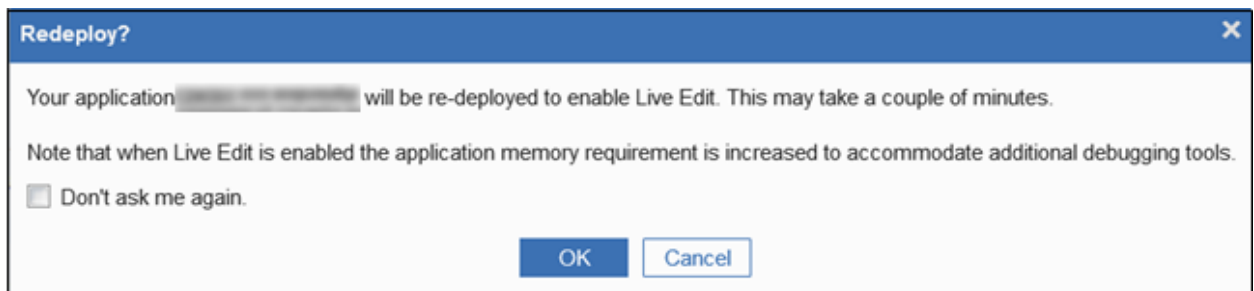 Redeploy?
Your application will be re-deployed to enable Live Edit. This may take a couple of minutes.
Note that when Live Edit is enabled the application memory requirement is increased to accommodate additional debugging tools.
Don't ask me again.
OK Cancel